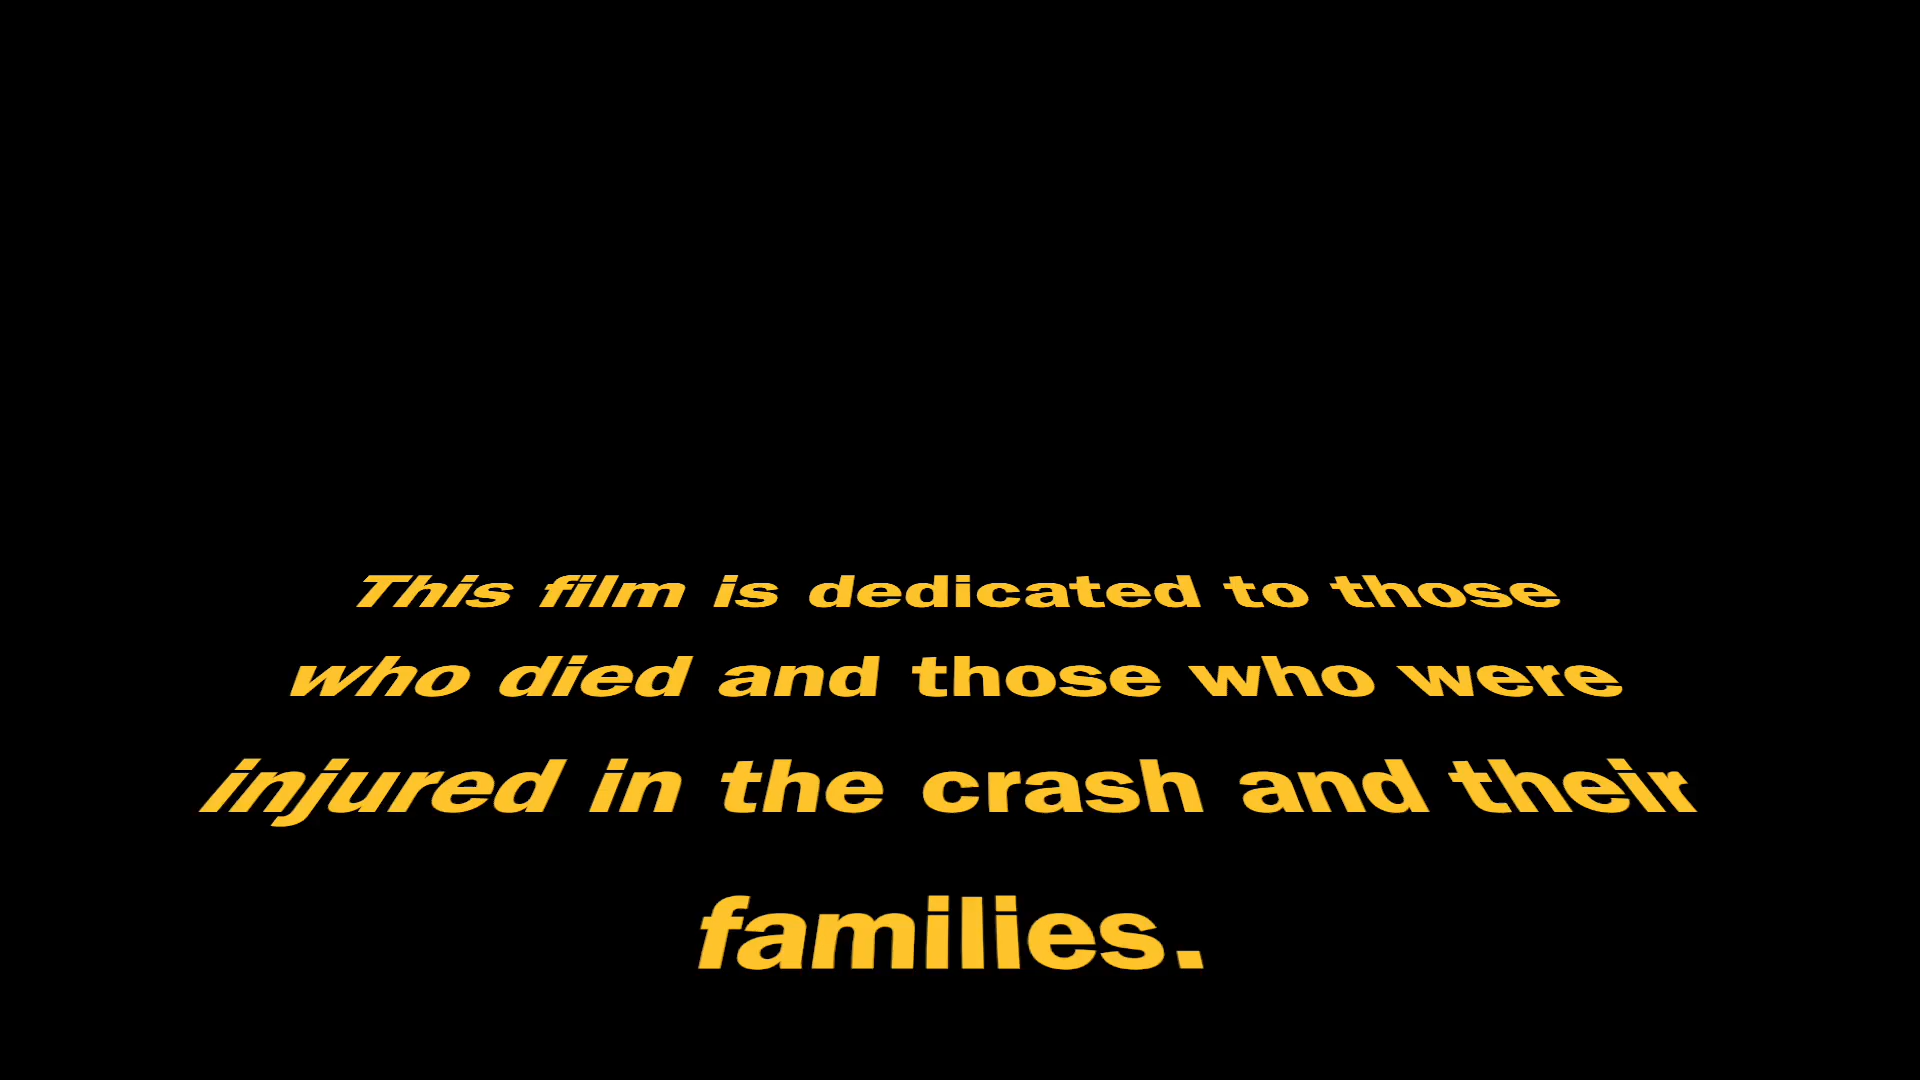 This film is dedicated to those
who died and those who were
injured in the crash and their
families.